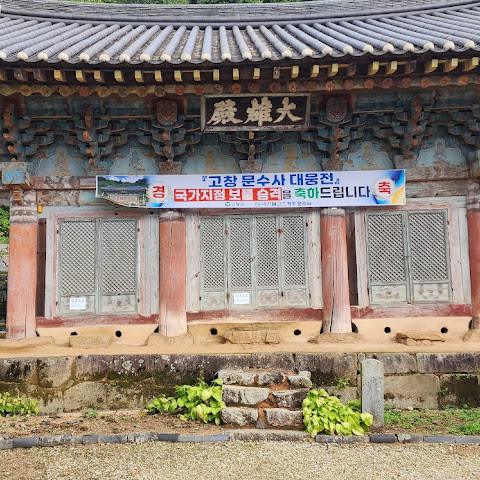 殿雄大
『고창 문수사 대웅전』
경 국가지정 보물 승격을 축하드립니다 축